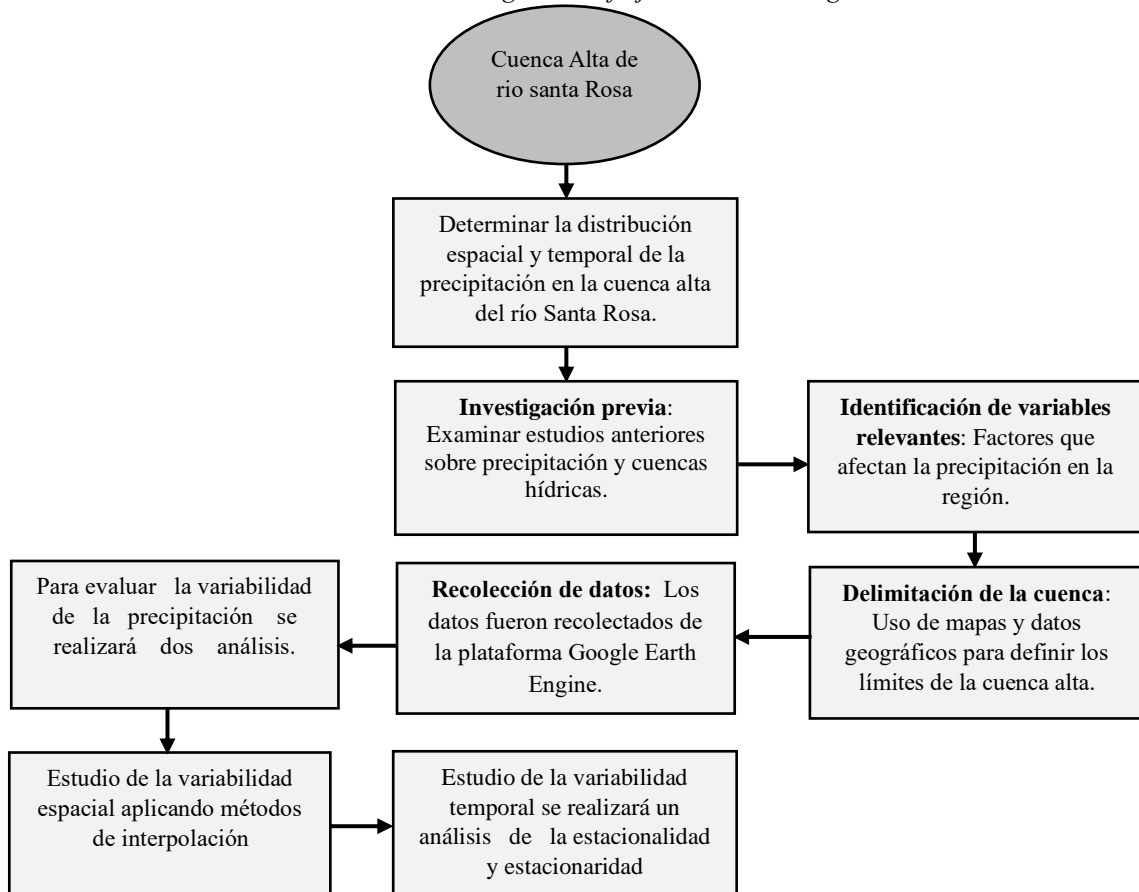 Cuenca Alta de
rio santa Rosa
Determinar la distribución
espacial y temporal de la
precipitación en la cuenca alta
del río Santa Rosa.
Investigación previa:
Examinar estudios anteriores
sobre precipitación y cuencas
hídricas.
Identificación de variables
relevantes: Factores que
afectan la precipitación en la
región.
Delimitación de la cuenca:
Uso de mapas y datos
geográficos para definir los
límites de la cuenca alta.
Recolección de datos: Los
datos fueron recolectados de
la plataforma Google Earth
Engine.
Para evaluar la variabilidad
de la precipitación se
realizará dos análisis.
Estudio de la variabilidad
espacial aplicando métodos
de interpolación
Estudio de la variabilidad
temporal se realizará un
análisis de la estacionalidad
y estacionaridad